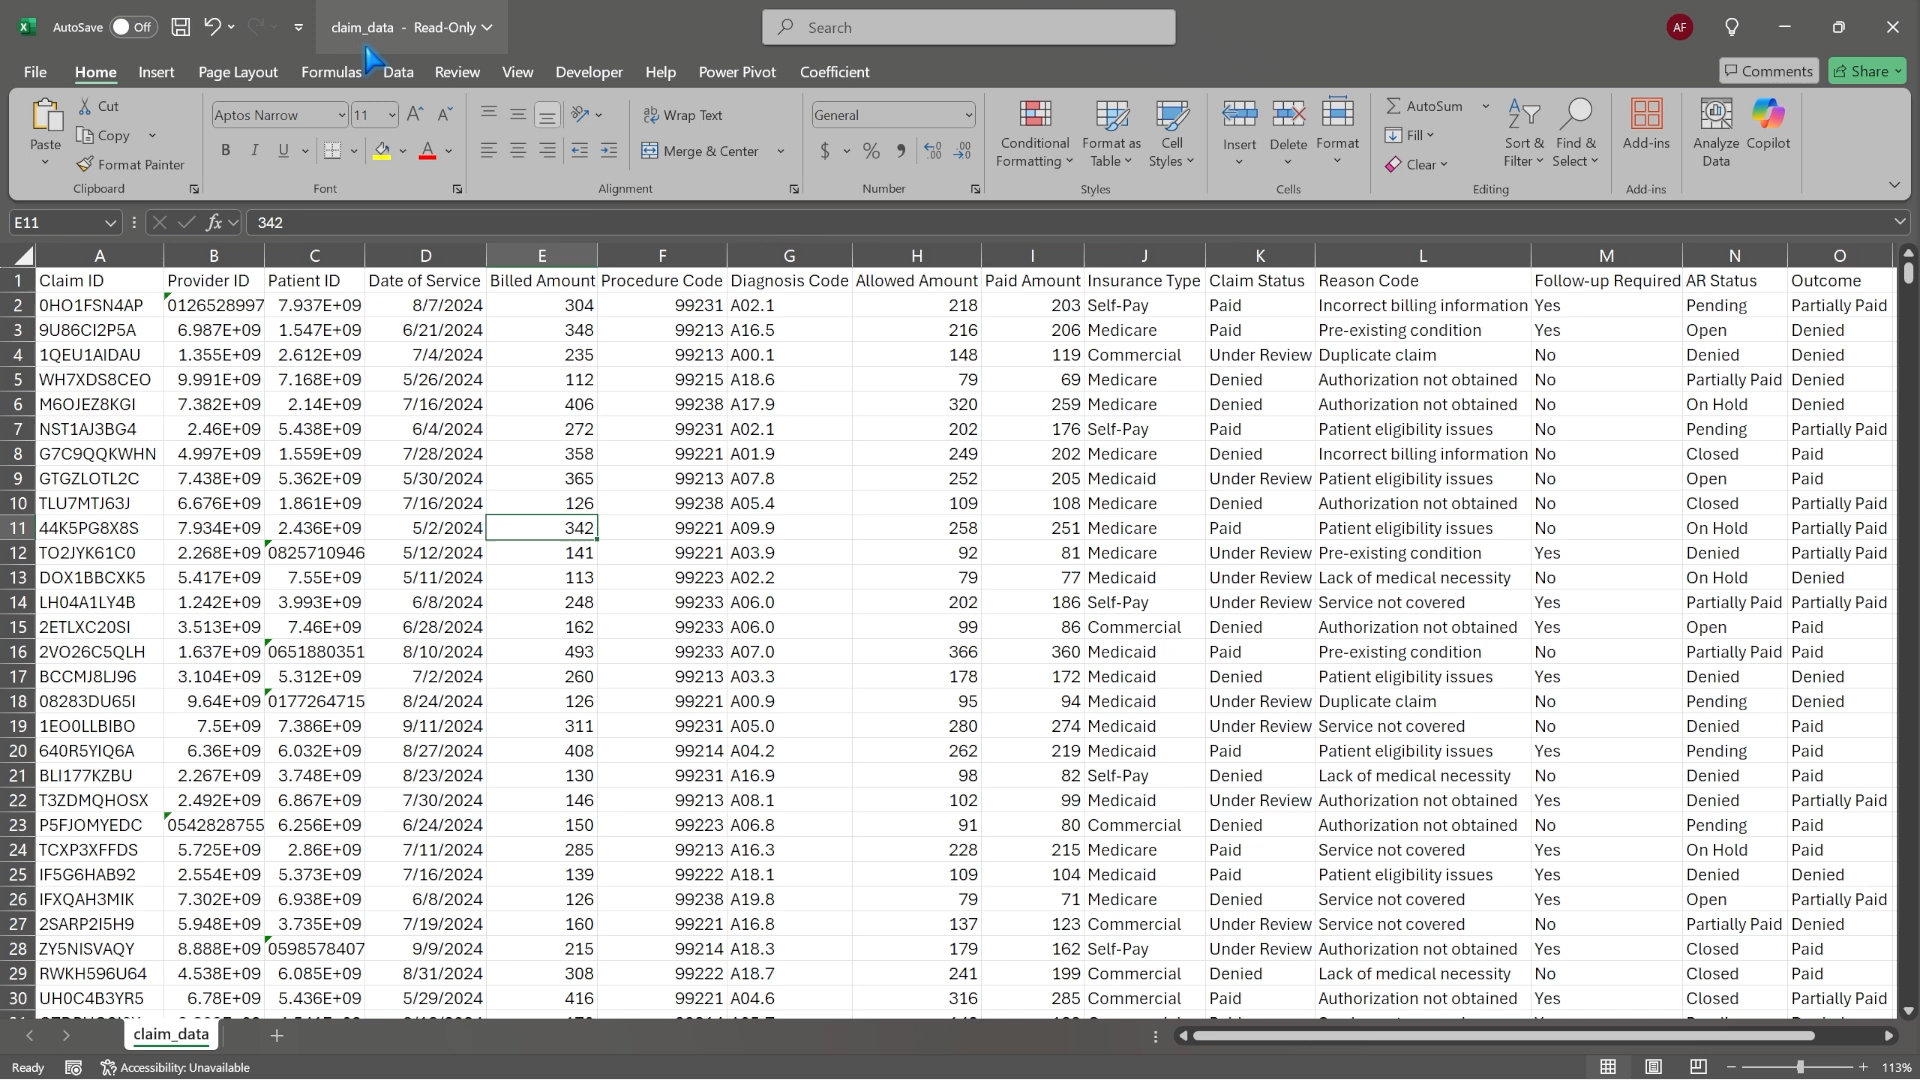 AutoSave Off claim_data - Read-Only Search AF
File Home Insert Page Layout Formulas Data Review View Developer Help Power Pivot Coefficient Comments Share
Paste Cut Copy Format Painter Clipboard
Aptos Narrow 11 B I U A Font
Wrap Text Merge & Center Alignment
General $ % Number
Conditional Formatting Format as Table Cell Styles Styles
Insert Delete Format Cells
AutoSum Fill Clear Sort & Filter Find & Select Editing
Add-ins Add-ins
Analyze Data Copilot
E11 fx 342
A B C D E F G H I J K L M N O
1 Claim ID Provider ID Patient ID Date of Service Billed Amount Procedure Code Diagnosis Code Allowed Amount Paid Amount Insurance Type Claim Status Reason Code Follow-up Required AR Status Outcome
2 0HO1FSN4AP 0126528997 7.937E+09 8/7/2024 304 99231 A02.1 218 203 Self-Pay Paid Incorrect billing information Yes Pending Partially Paid
3 9U86CI2P5A 6.987E+09 1.547E+09 6/21/2024 348 99213 A16.5 216 206 Medicare Paid Pre-existing condition Yes Open Denied
4 1QEU1AIDAU 1.355E+09 2.612E+09 7/4/2024 235 99213 A00.1 148 119 Commercial Under Review Duplicate claim No Denied Denied
5 WH7XDS8CEO 9.991E+09 7.168E+09 5/26/2024 112 99215 A18.6 79 69 Medicare Denied Authorization not obtained No Partially Paid Denied
6 M6OJEZ8KGI 7.382E+09 2.14E+09 7/16/2024 406 99238 A17.9 320 259 Medicare Denied Authorization not obtained No On Hold Denied
7 NST1AJ3BG4 2.46E+09 5.438E+09 6/4/2024 272 99231 A02.1 202 176 Self-Pay Paid Patient eligibility issues No Pending Partially Paid
8 G7C9QQKWHN 4.997E+09 1.559E+09 7/28/2024 358 99221 A01.9 249 202 Medicare Denied Incorrect billing information No Closed Paid
9 GTGZLOTL2C 7.438E+09 5.362E+09 5/30/2024 365 99213 A07.8 252 205 Medicaid Under Review Patient eligibility issues No Open Paid
10 TLU7MTJ63J 6.676E+09 1.861E+09 7/16/2024 126 99238 A05.4 109 108 Medicare Denied Authorization not obtained No Closed Partially Paid
11 44K5PG8X8S 7.934E+09 2.436E+09 5/2/2024 342 99221 A09.9 258 251 Medicare Paid Patient eligibility issues No On Hold Partially Paid
12 TO2JYK61C0 2.268E+09 0825710946 5/12/2024 141 99221 A03.9 92 81 Medicare Under Review Pre-existing condition Yes Denied Partially Paid
13 DOX1BBCXK5 5.417E+09 7.55E+09 5/11/2024 113 99223 A02.2 79 77 Medicaid Under Review Lack of medical necessity No On Hold Denied
14 LH04A1LY4B 1.242E+09 3.993E+09 6/8/2024 248 99233 A06.0 202 186 Self-Pay Under Review Service not covered Yes Partially Paid Partially Paid
15 2ETLXC20SI 3.513E+09 7.46E+09 6/28/2024 162 99233 A06.0 99 86 Commercial Denied Authorization not obtained Yes Open Paid
16 2VO26C5QLH 1.637E+09 0651880351 8/10/2024 493 99233 A07.0 366 360 Medicaid Paid Pre-existing condition No Partially Paid Paid
17 BCCMJ8LJ96 3.104E+09 5.312E+09 7/2/2024 260 99213 A03.3 178 172 Medicaid Denied Patient eligibility issues Yes Denied Denied
18 08283DU65I 9.64E+09 0177264715 8/24/2024 126 99221 A00.9 95 94 Medicaid Under Review Duplicate claim No Pending Denied
19 1EO0LLBIBO 7.5E+09 7.386E+09 9/11/2024 311 99231 A05.0 280 274 Medicaid Under Review Service not covered No Denied Paid
20 640R5YIQ6A 6.36E+09 6.032E+09 8/27/2024 408 99214 A04.2 262 219 Medicaid Paid Patient eligibility issues Yes Pending Paid
21 BLI177KZBU 2.267E+09 3.748E+09 8/23/2024 130 99231 A16.9 98 82 Self-Pay Denied Lack of medical necessity No Denied Paid
22 T3ZDMQHOSX 2.492E+09 6.867E+09 7/30/2024 146 99213 A08.1 102 99 Medicaid Under Review Authorization not obtained Yes Denied Partially Paid
23 P5FJOMYEDC 0542828755 6.256E+09 6/24/2024 150 99223 A06.8 91 80 Commercial Denied Authorization not obtained No Pending Paid
24 TCXP3XFFDS 5.725E+09 2.86E+09 7/11/2024 285 99213 A16.3 228 215 Medicare Paid Service not covered Yes On Hold Paid
25 IF5G6HAB92 2.554E+09 5.373E+09 7/16/2024 139 99222 A18.1 109 104 Medicaid Paid Patient eligibility issues Yes Denied Denied
26 IFXQAH3MIK 7.302E+09 6.938E+09 6/8/2024 126 99238 A19.8 79 71 Medicare Denied Service not covered Yes Open Partially Paid
27 2SARP2I5H9 5.948E+09 3.735E+09 7/19/2024 160 99221 A16.8 137 123 Commercial Under Review Service not covered No Partially Paid Denied
28 ZY5NISVAQY 8.888E+09 0598578407 9/9/2024 215 99214 A18.3 179 162 Self-Pay Under Review Authorization not obtained Yes Closed Paid
29 RWKH596U64 4.538E+09 6.085E+09 8/31/2024 308 99222 A18.7 241 199 Commercial Denied Lack of medical necessity No Closed Paid
30 UH0C4B3YR5 6.78E+09 5.436E+09 5/29/2024 416 99221 A04.6 316 285 Commercial Paid Authorization not obtained Yes Closed Partially Paid
claim_data
Ready Accessibility: Unavailable 113%